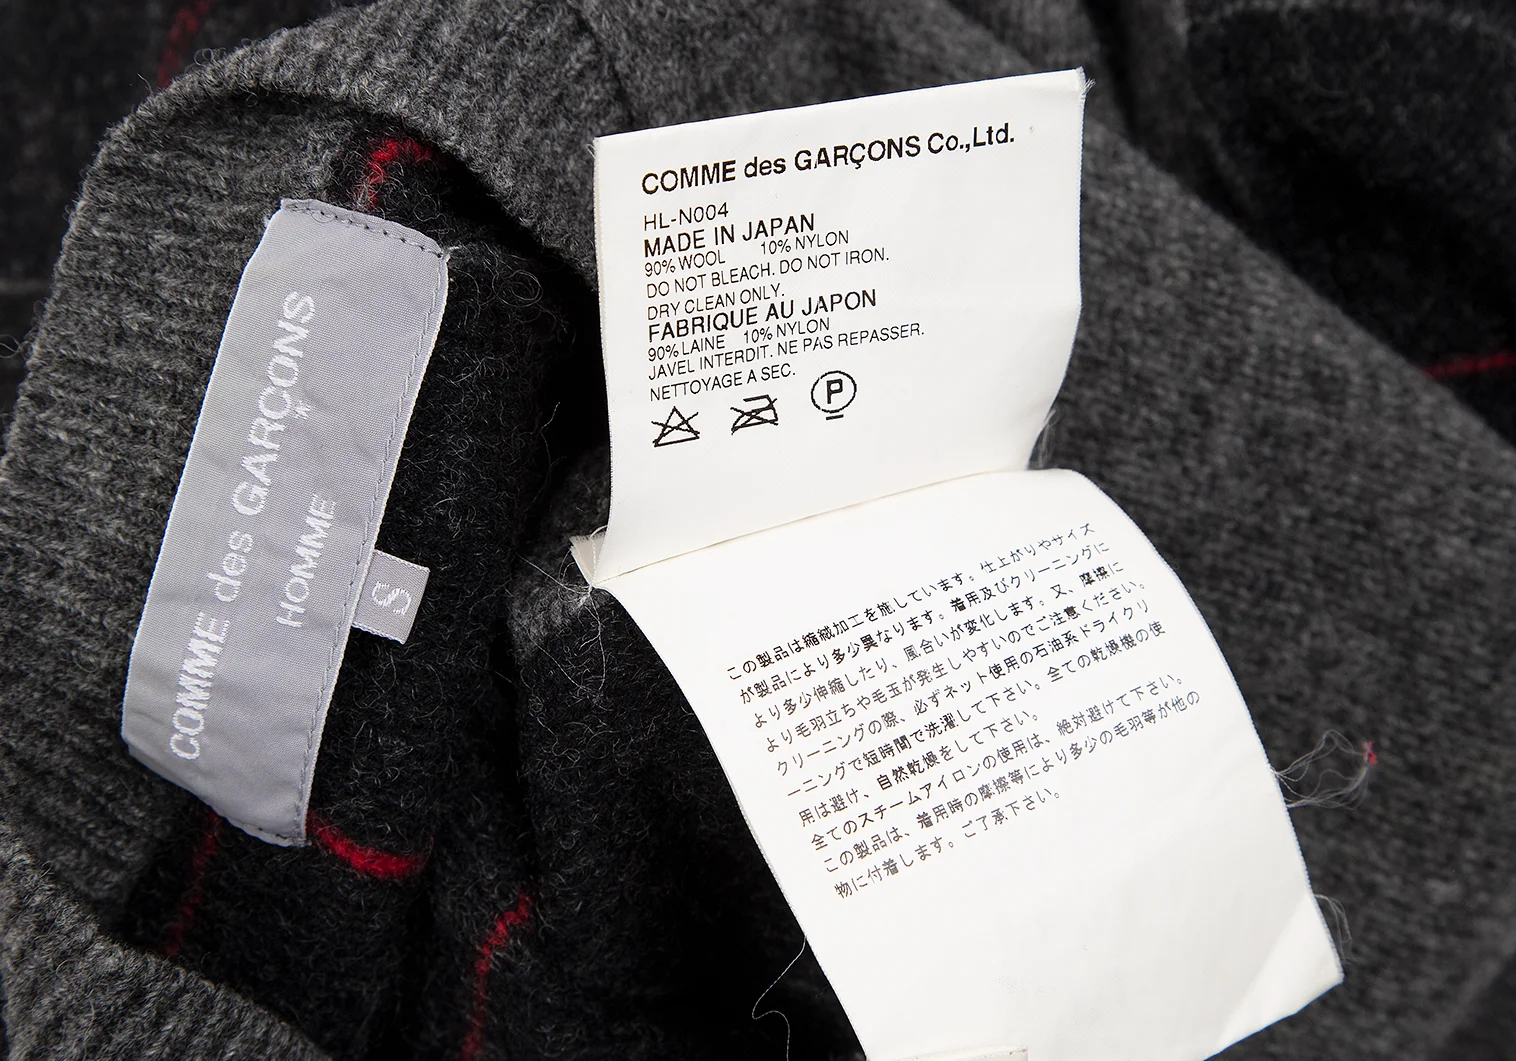 COMME des GARÇONS
HOMME
S
COMME des GARÇONS Co.,Ltd.
HL-N004
MADE IN JAPAN
90% WOOL 10% NYLON
DO NOT BLEACH. DO NOT IRON.
DRY CLEAN ONLY.
FABRIQUE AU JAPON
90% LAINE 10% NYLON
JAVEL INTERDIT. NE PAS REPASSER.
NETTOYAGE A SEC.
P
この製品は縮絨加工を施しています。仕上がりやサイズ
が製品により多少異なります。着用及びクリーニングに
より多少伸縮したり、風合いが変化します。又、摩擦に
より毛羽立ちや毛玉が発生しやすいのでご注意ください。
クリーニングの際、必ずネット使用の石油系ドライクリ
ーニングで短時間で洗濯して下さい。全ての乾燥機の使
用は避け、自然乾燥をして下さい。
全てのスチームアイロンの使用は、絶対避けて下さい。
この製品は、着用時の摩擦等により多少の毛羽等が他の
物に付着します。ご了承下さい。